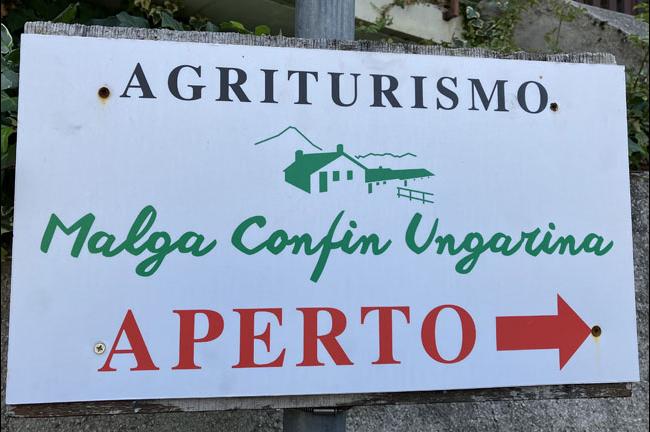 AGRITURISMO
Malga Confin Ungarina
APERTO